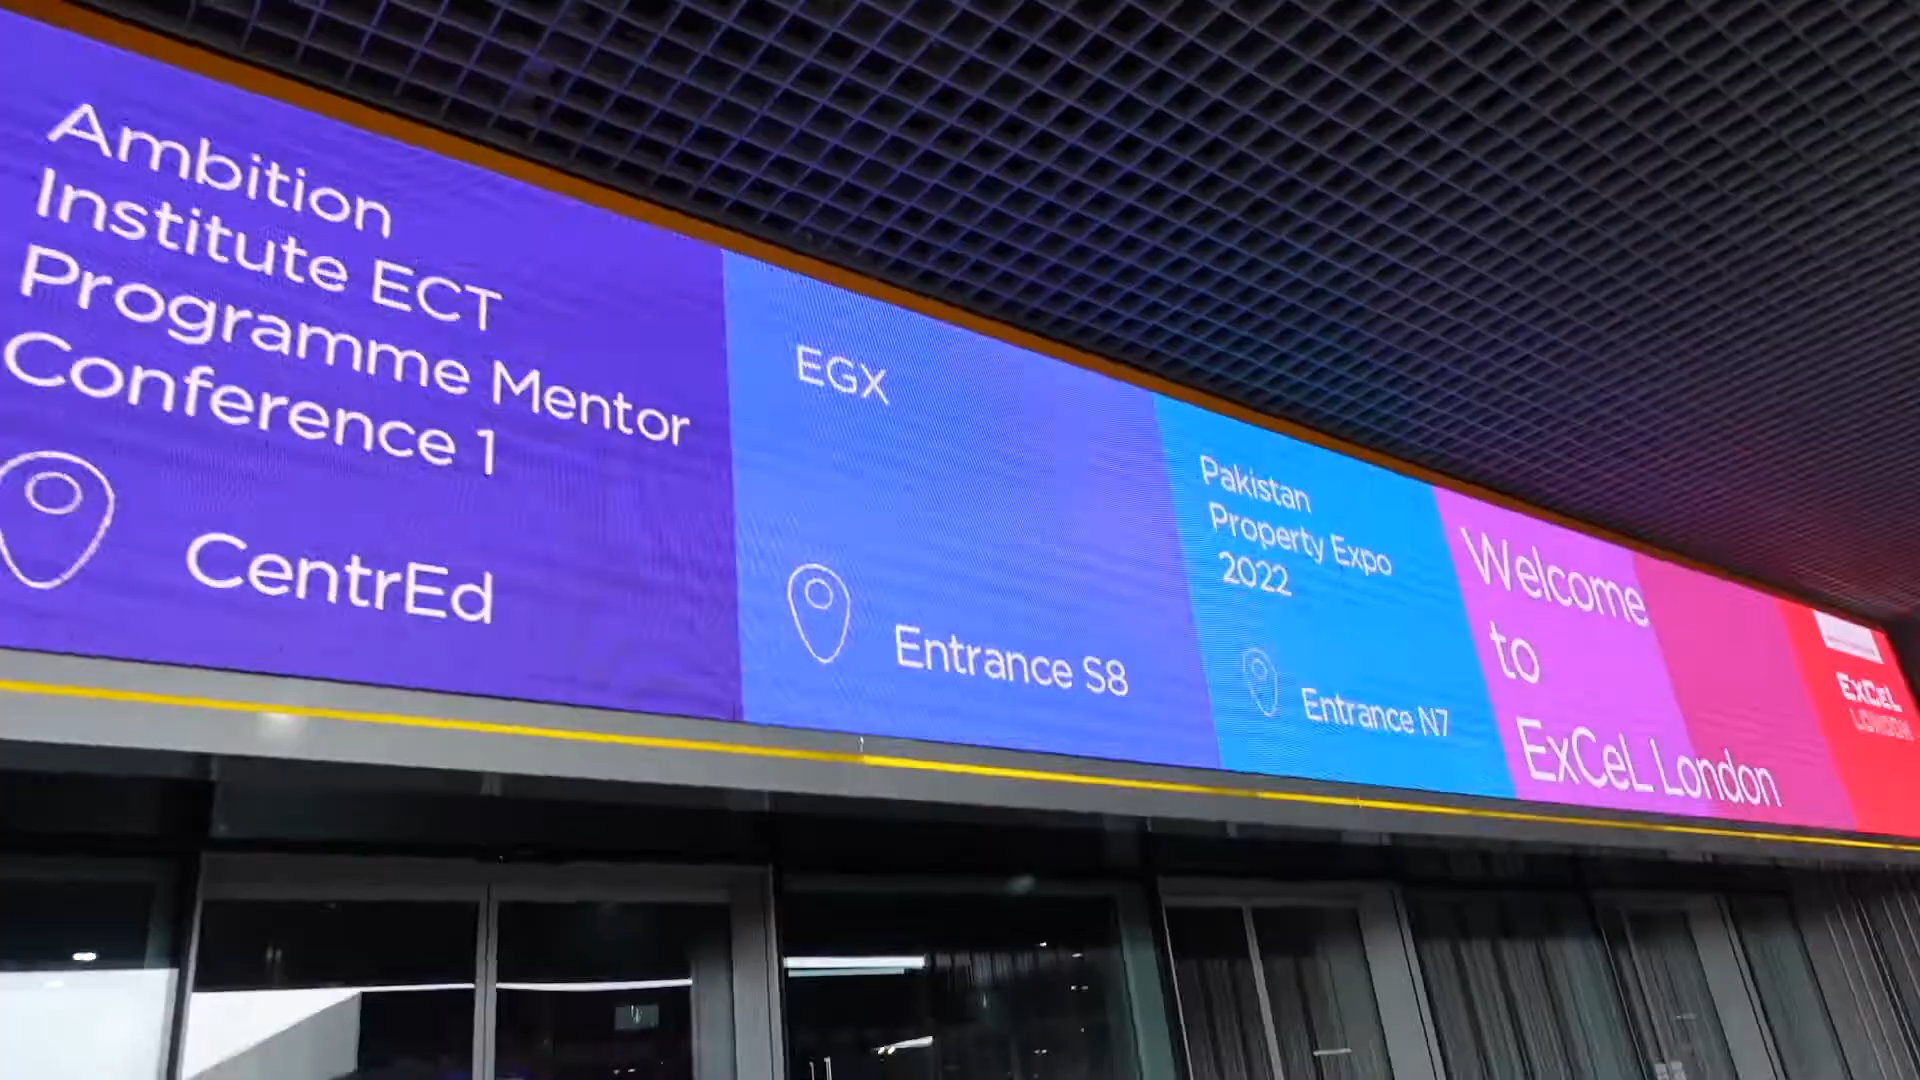 Ambition
Institute ECT
Programme Mentor
Conference 1
CentrEd
EGX
Entrance S8
Pakistan
Property Expo
2022
Entrance N7
Welcome
to
ExCeL London
ExCeL
LONDON